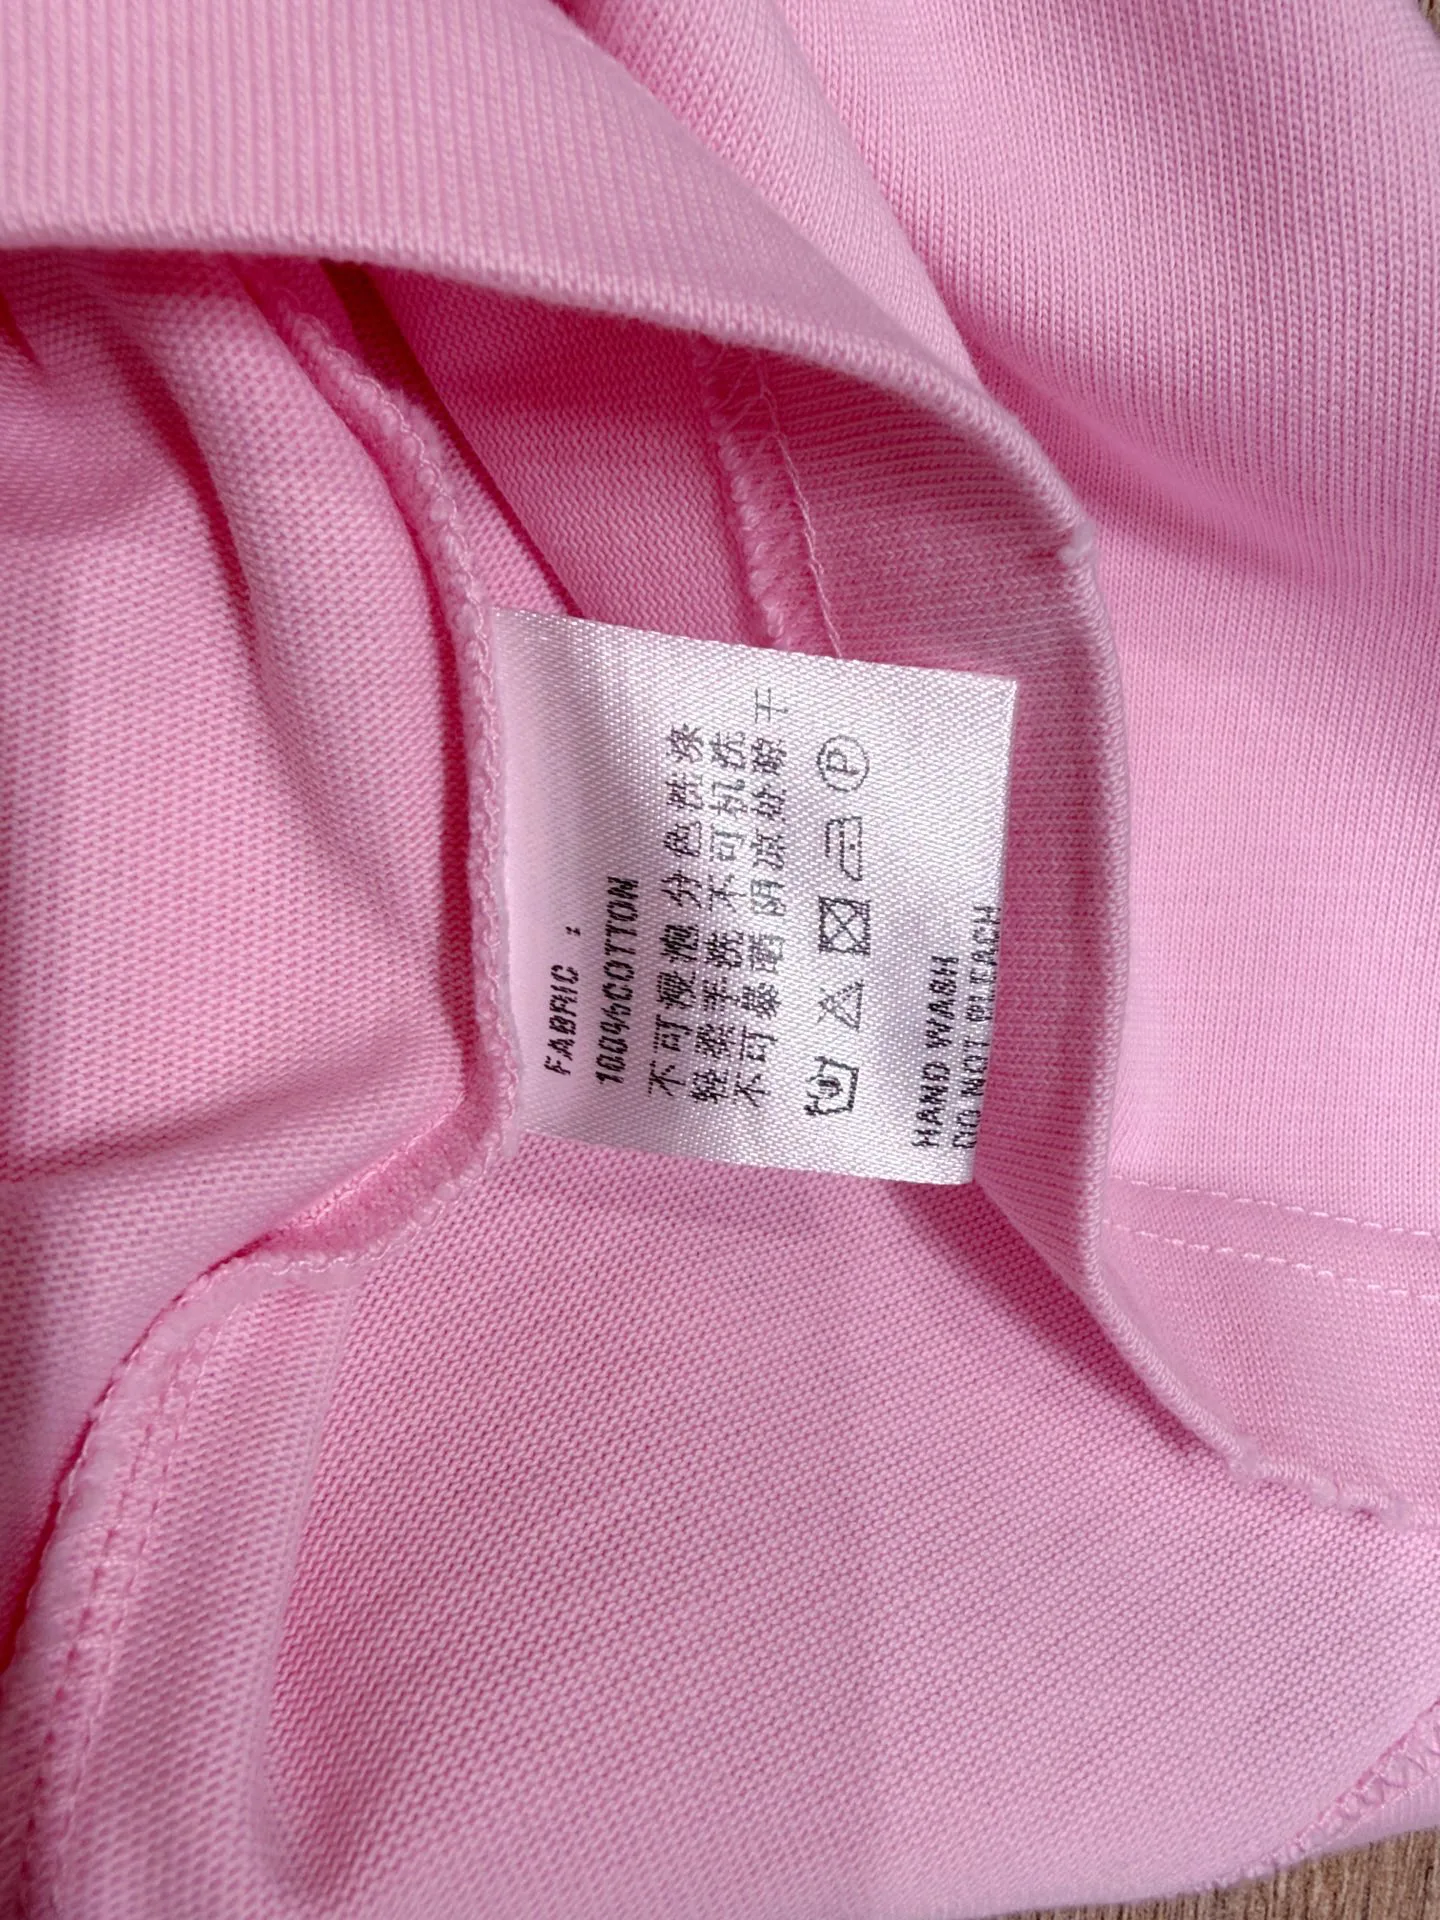 FABRIC :
100%COTTON
不可浸泡 分色洗涤
轻柔手洗 不可机洗
不可暴晒 阴凉处晾干
P
HAND WASH
DO NOT BLEACH